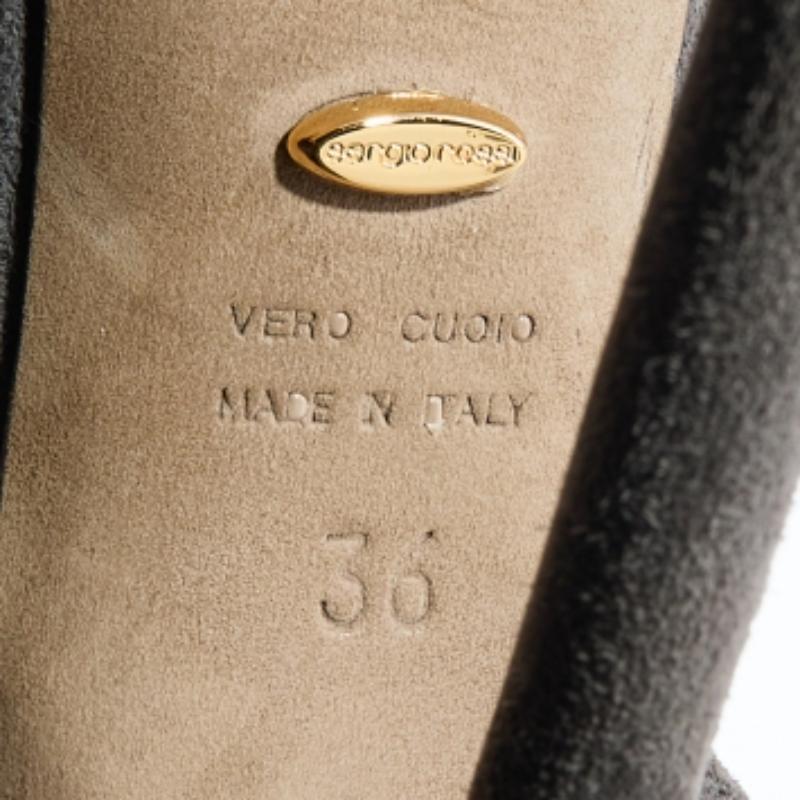 sergio rossi
VERO CUOIO
MADE IN ITALY
36